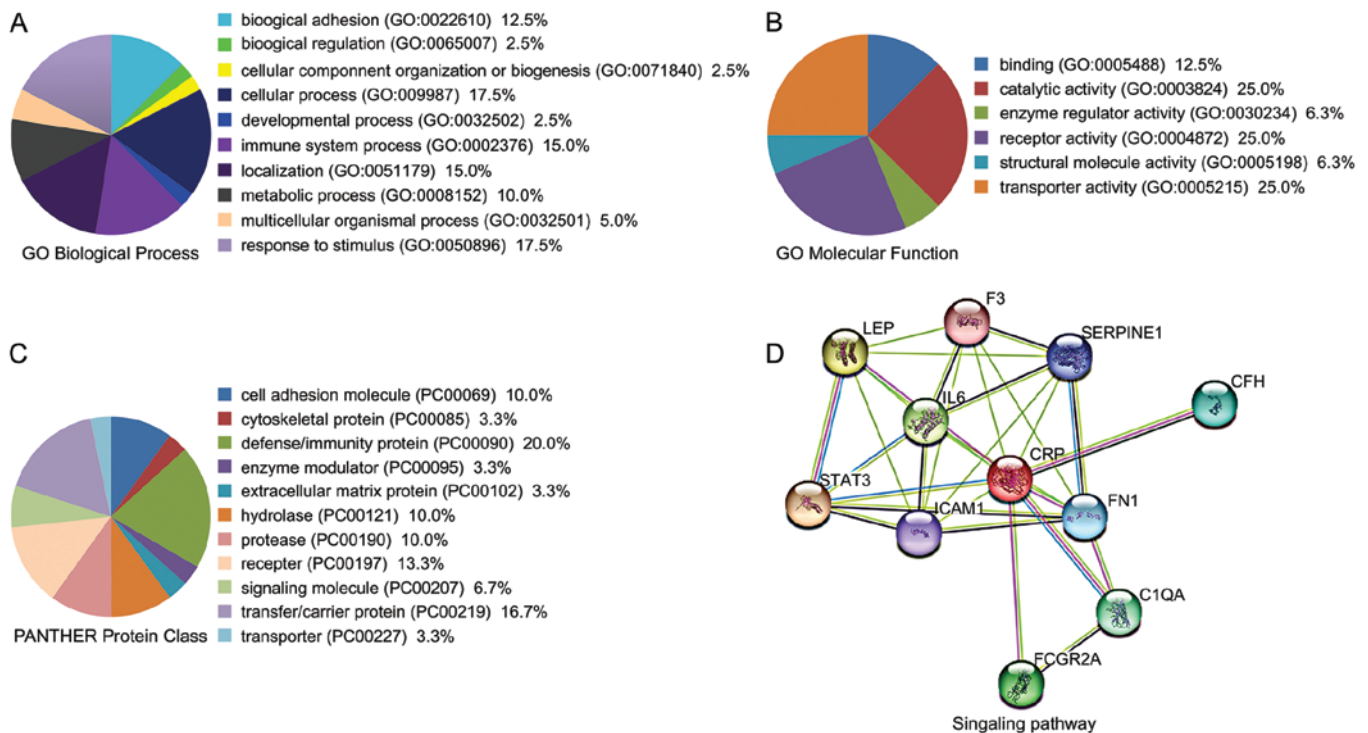 A
bioogical adhesion (GO:0022610) 12.5%
bioogical regulation (GO:0065007) 2.5%
cellular componnent organization or biogenesis (GO:0071840) 2.5%
cellular process (GO:009987) 17.5%
developmental process (GO:0032502) 2.5%
immune system process (GO:0002376) 15.0%
localization (GO:0051179) 15.0%
metabolic process (GO:0008152) 10.0%
multicellular organismal process (GO:0032501) 5.0%
response to stimulus (GO:0050896) 17.5%
GO Biological Process
B
binding (GO:0005488) 12.5%
catalytic activity (GO:0003824) 25.0%
enzyme regulator activity (GO:0030234) 6.3%
receptor activity (GO:0004872) 25.0%
structural molecule activity (GO:0005198) 6.3%
transporter activity (GO:0005215) 25.0%
GO Molecular Function
C
cell adhesion molecule (PC00069) 10.0%
cytoskeletal protein (PC00085) 3.3%
defense/immunity protein (PC00090) 20.0%
enzyme modulator (PC00095) 3.3%
extracellular matrix protein (PC00102) 3.3%
hydrolase (PC00121) 10.0%
protease (PC00190) 10.0%
recepter (PC00197) 13.3%
signaling molecule (PC00207) 6.7%
transfer/carrier protein (PC00219) 16.7%
transporter (PC00227) 3.3%
PANTHER Protein Class
D
F3
LEP
SERPINE1
CFH
IL6
CRP
STAT3
ICAM1
FN1
C1QA
FCGR2A
Singaling pathway